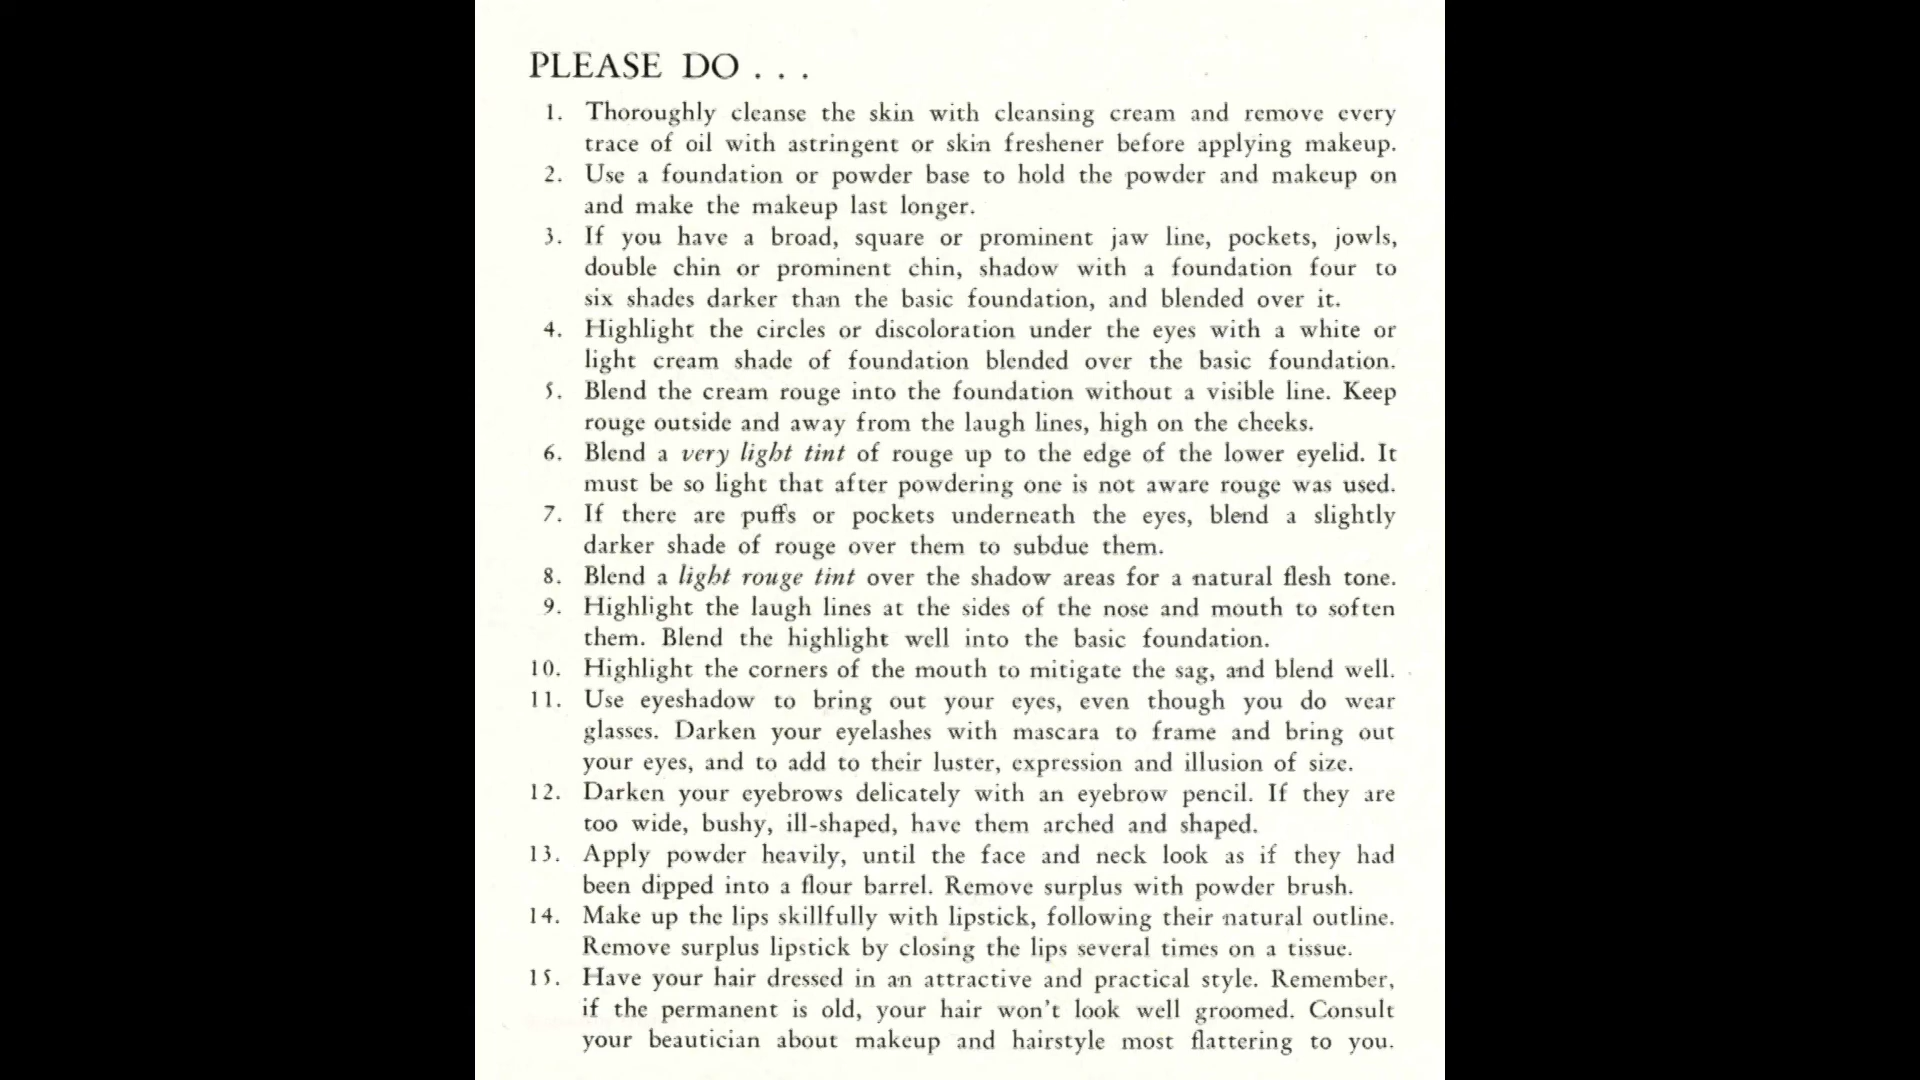 PLEASE DO . . .
1. Thoroughly cleanse the skin with cleansing cream and remove every
trace of oil with astringent or skin freshener before applying makeup.
2. Use a foundation or powder base to hold the powder and makeup on
and make the makeup last longer.
3. If you have a broad, square or prominent jaw line, pockets, jowls,
double chin or prominent chin, shadow with a foundation four to
six shades darker than the basic foundation, and blended over it.
4. Highlight the circles or discoloration under the eyes with a white or
light cream shade of foundation blended over the basic foundation.
5. Blend the cream rouge into the foundation without a visible line. Keep
rouge outside and away from the laugh lines, high on the cheeks.
6. Blend a very light tint of rouge up to the edge of the lower eyelid. It
must be so light that after powdering one is not aware rouge was used.
7. If there are puffs or pockets underneath the eyes, blend a slightly
darker shade of rouge over them to subdue them.
8. Blend a light rouge tint over the shadow areas for a natural flesh tone.
9. Highlight the laugh lines at the sides of the nose and mouth to soften
them. Blend the highlight well into the basic foundation.
10. Highlight the corners of the mouth to mitigate the sag, and blend well.
11. Use eyeshadow to bring out your eyes, even though you do wear
glasses. Darken your eyelashes with mascara to frame and bring out
your eyes, and to add to their luster, expression and illusion of size.
12. Darken your eyebrows delicately with an eyebrow pencil. If they are
too wide, bushy, ill-shaped, have them arched and shaped.
13. Apply powder heavily, until the face and neck look as if they had
been dipped into a flour barrel. Remove surplus with powder brush.
14. Make up the lips skillfully with lipstick, following their natural outline.
Remove surplus lipstick by closing the lips several times on a tissue.
15. Have your hair dressed in an attractive and practical style. Remember,
if the permanent is old, your hair won't look well groomed. Consult
your beautician about makeup and hairstyle most flattering to you.